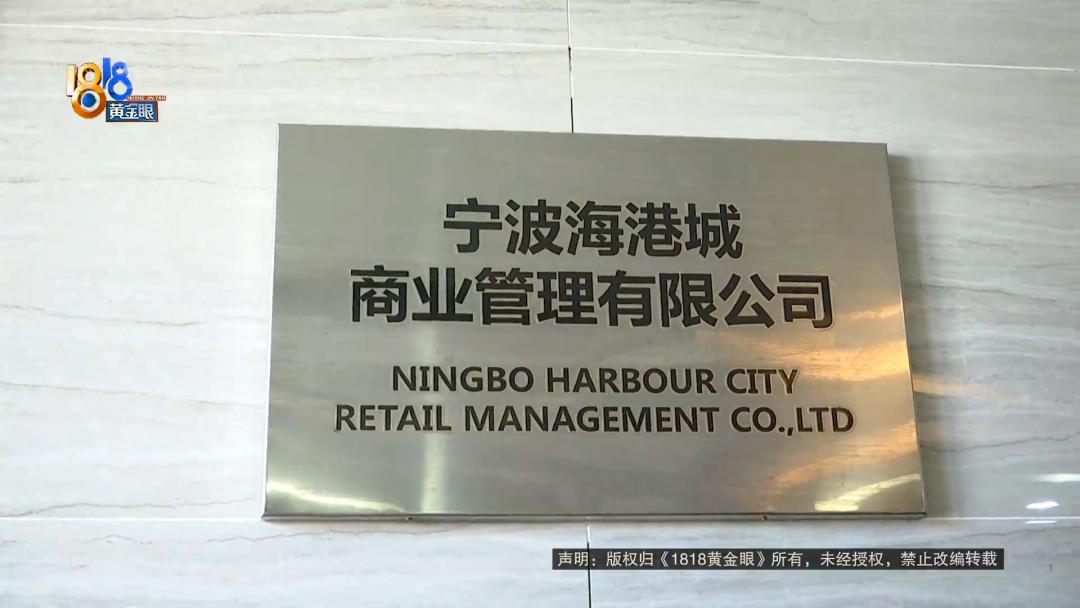 1818
黄金眼
宁波海港城
商业管理有限公司
NINGBO HARBOUR CITY
RETAIL MANAGEMENT CO.,LTD
声明：版权归《1818黄金眼》所有，未经授权，禁止改编转载